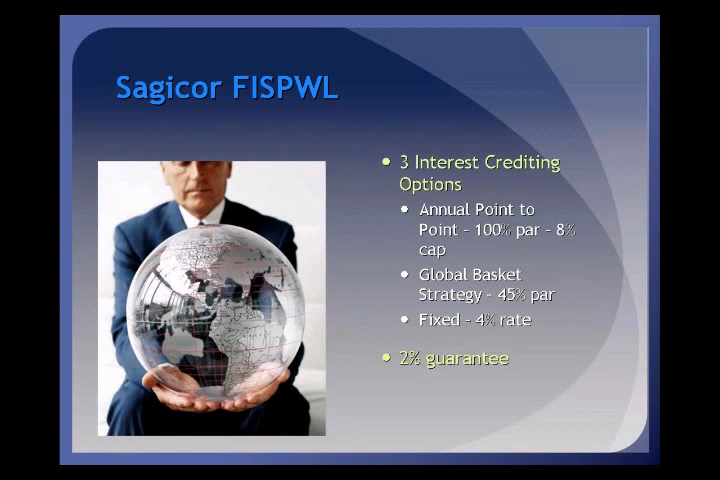 Sagicor FISPWL
• 3 Interest Crediting
Options
• Annual Point to
Point – 100% par – 8%
cap
• Global Basket
Strategy – 45% par
• Fixed – 4% rate
• 2% guarantee